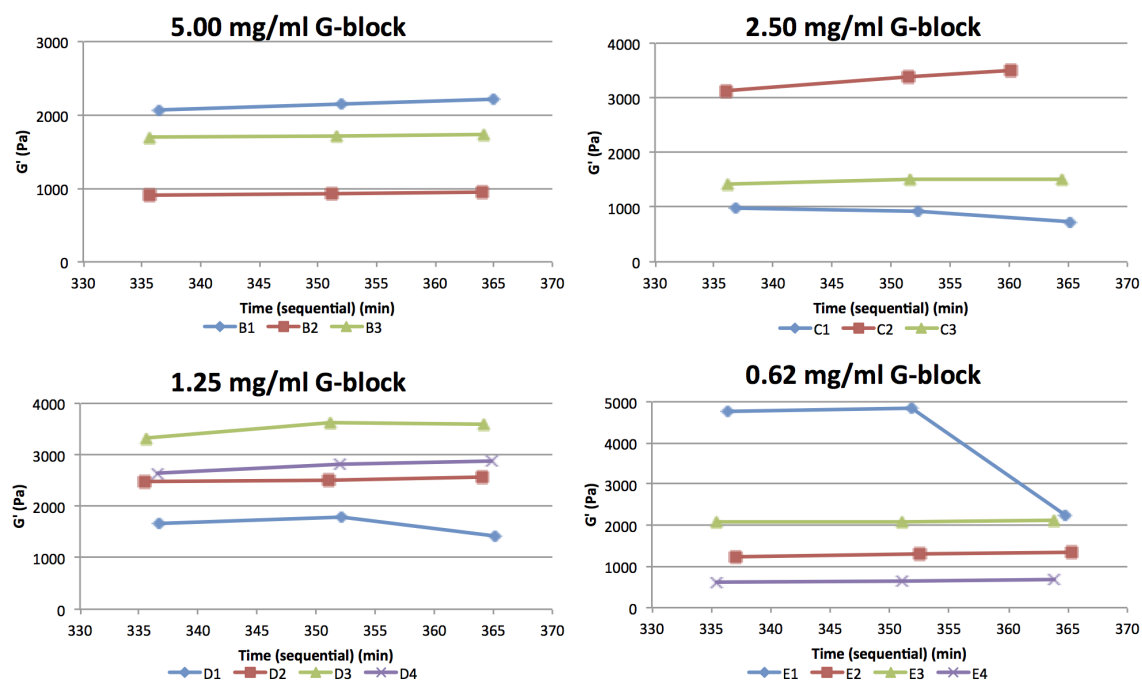 5.00 mg/ml G-block
3000
2000
1000
0
G' (Pa)
330 335 340 345 350 355 360 365 370
Time (sequential) (min)
B1 B2 B3
2.50 mg/ml G-block
4000
3000
2000
1000
0
G' (Pa)
330 335 340 345 350 355 360 365 370
Time (sequential) (min)
C1 C2 C3
1.25 mg/ml G-block
4000
3000
2000
1000
0
G' (Pa)
330 335 340 345 350 355 360 365 370
Time (sequential) (min)
D1 D2 D3 D4
0.62 mg/ml G-block
5000
4000
3000
2000
1000
0
G' (Pa)
330 335 340 345 350 355 360 365 370
Time (sequential) (min)
E1 E2 E3 E4